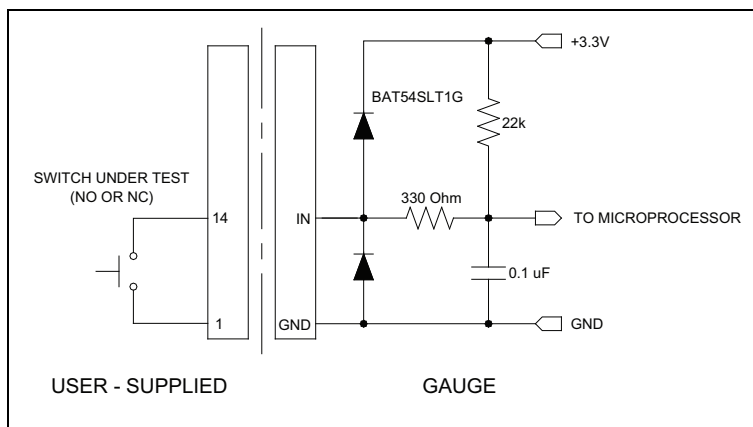 +3.3V
BAT54SLT1G
22k
SWITCH UNDER TEST
(NO OR NC)
330 Ohm
14
IN
TO MICROPROCESSOR
0.1 uF
1
GND
GND
USER - SUPPLIED
GAUGE